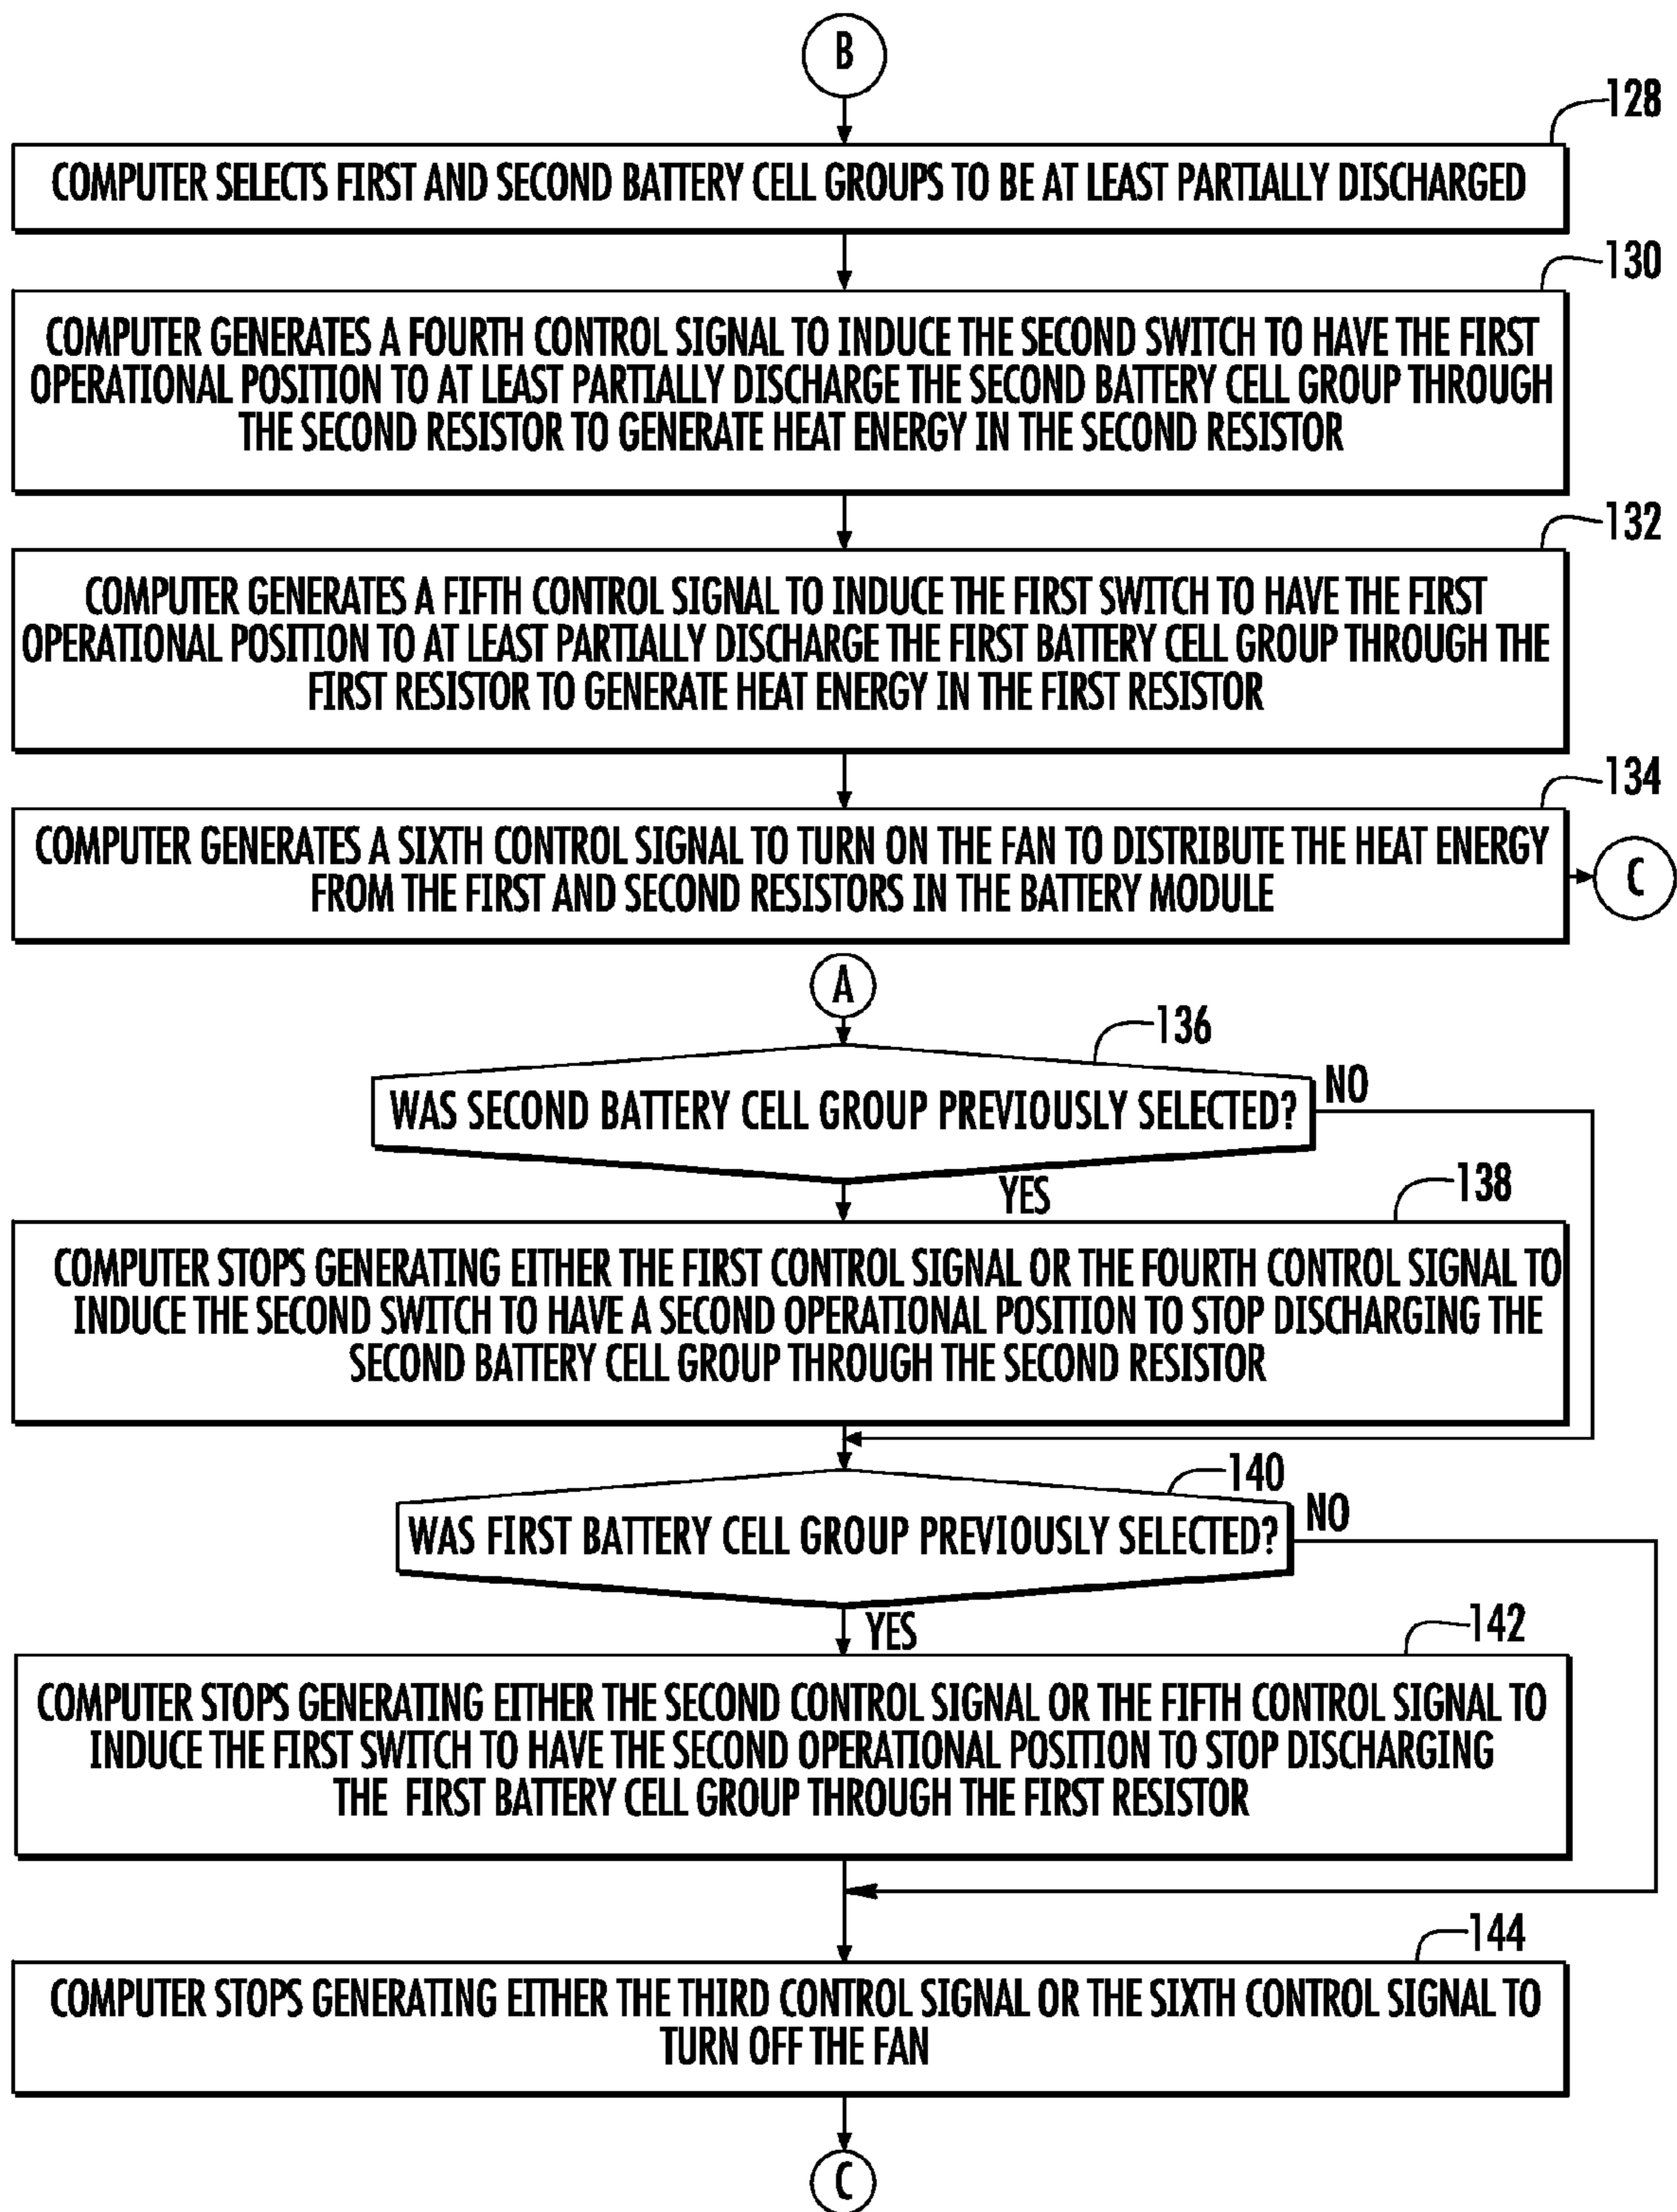 B
128
COMPUTER SELECTS FIRST AND SECOND BATTERY CELL GROUPS TO BE AT LEAST PARTIALLY DISCHARGED
130
COMPUTER GENERATES A FOURTH CONTROL SIGNAL TO INDUCE THE SECOND SWITCH TO HAVE THE FIRST
OPERATIONAL POSITION TO AT LEAST PARTIALLY DISCHARGE THE SECOND BATTERY CELL GROUP THROUGH
THE SECOND RESISTOR TO GENERATE HEAT ENERGY IN THE SECOND RESISTOR
132
COMPUTER GENERATES A FIFTH CONTROL SIGNAL TO INDUCE THE FIRST SWITCH TO HAVE THE FIRST
OPERATIONAL POSITION TO AT LEAST PARTIALLY DISCHARGE THE FIRST BATTERY CELL GROUP THROUGH THE
FIRST RESISTOR TO GENERATE HEAT ENERGY IN THE FIRST RESISTOR
134
COMPUTER GENERATES A SIXTH CONTROL SIGNAL TO TURN ON THE FAN TO DISTRIBUTE THE HEAT ENERGY
FROM THE FIRST AND SECOND RESISTORS IN THE BATTERY MODULE
C
A
136
WAS SECOND BATTERY CELL GROUP PREVIOUSLY SELECTED?
NO
YES
138
COMPUTER STOPS GENERATING EITHER THE FIRST CONTROL SIGNAL OR THE FOURTH CONTROL SIGNAL TO
INDUCE THE SECOND SWITCH TO HAVE A SECOND OPERATIONAL POSITION TO STOP DISCHARGING THE
SECOND BATTERY CELL GROUP THROUGH THE SECOND RESISTOR
140
WAS FIRST BATTERY CELL GROUP PREVIOUSLY SELECTED?
NO
YES
142
COMPUTER STOPS GENERATING EITHER THE SECOND CONTROL SIGNAL OR THE FIFTH CONTROL SIGNAL TO
INDUCE THE FIRST SWITCH TO HAVE THE SECOND OPERATIONAL POSITION TO STOP DISCHARGING
THE FIRST BATTERY CELL GROUP THROUGH THE FIRST RESISTOR
144
COMPUTER STOPS GENERATING EITHER THE THIRD CONTROL SIGNAL OR THE SIXTH CONTROL SIGNAL TO
TURN OFF THE FAN
C